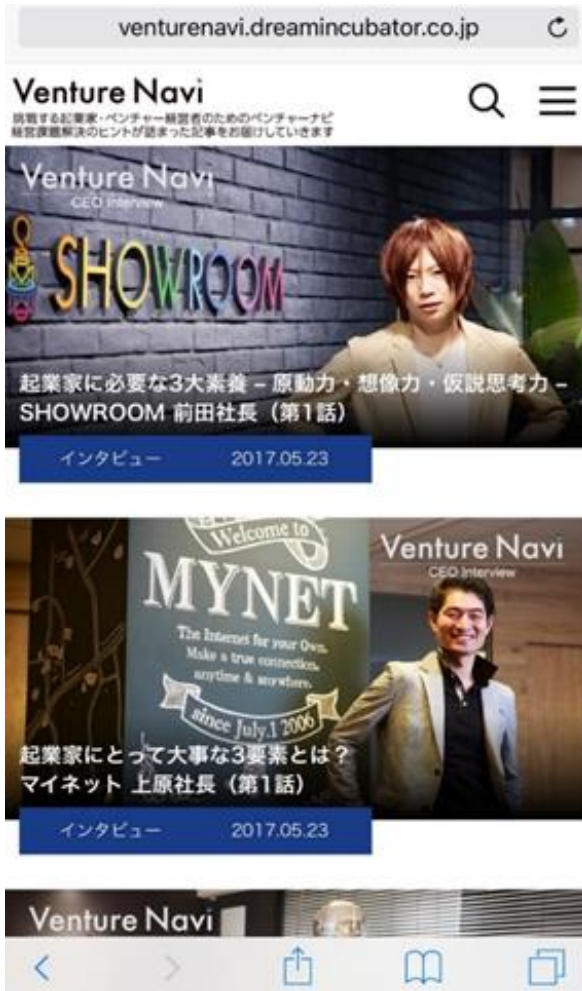 venturenavi.dreamincubator.co.jp
Venture Navi
挑戦する起業家・ベンチャー経営者のためのベンチャーナビ
経営課題解決のヒントが詰まった記事をお届けしていきます
Venture Navi
CEO Interview
SHOWROOM
起業家に必要な3大素養 – 原動力・想像力・仮説思考力 –
SHOWROOM 前田社長（第1話）
インタビュー 2017.05.23
Welcome to
MYNET
The Internet for your Own.
Make a true connection,
anytime & anywhere.
since July.1 2006
Venture Navi
CEO Interview
起業家にとって大事な3要素とは？
マイネット 上原社長（第1話）
インタビュー 2017.05.23
Venture Navi